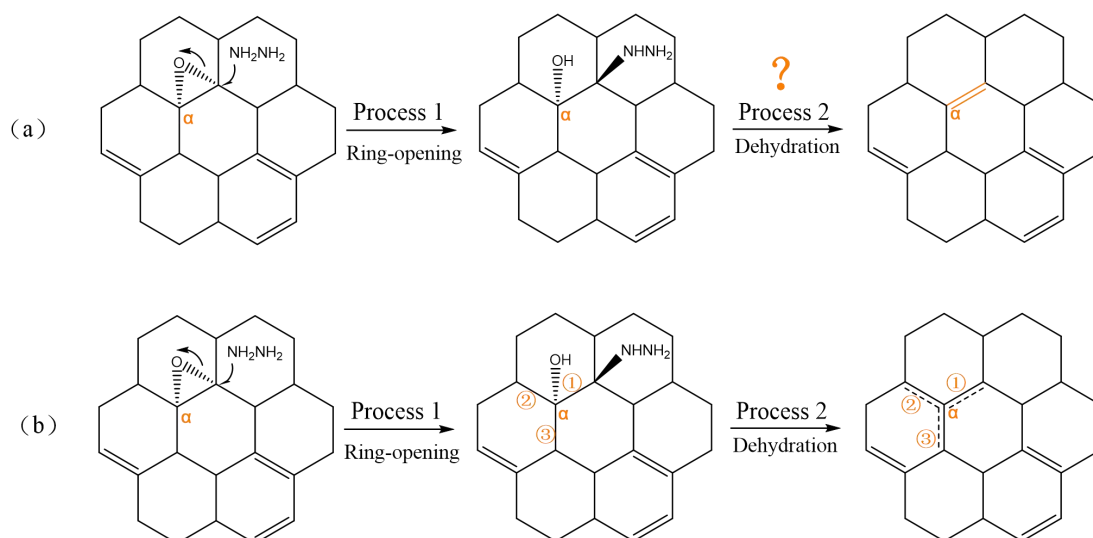 NH₂NH₂
O
α
(a)
Process 1
Ring-opening
OH
NHNH₂
α
?
Process 2
Dehydration
α
NH₂NH₂
O
α
(b)
Process 1
Ring-opening
OH
NHNH₂
①
②
α
③
Process 2
Dehydration
①
②
α
③